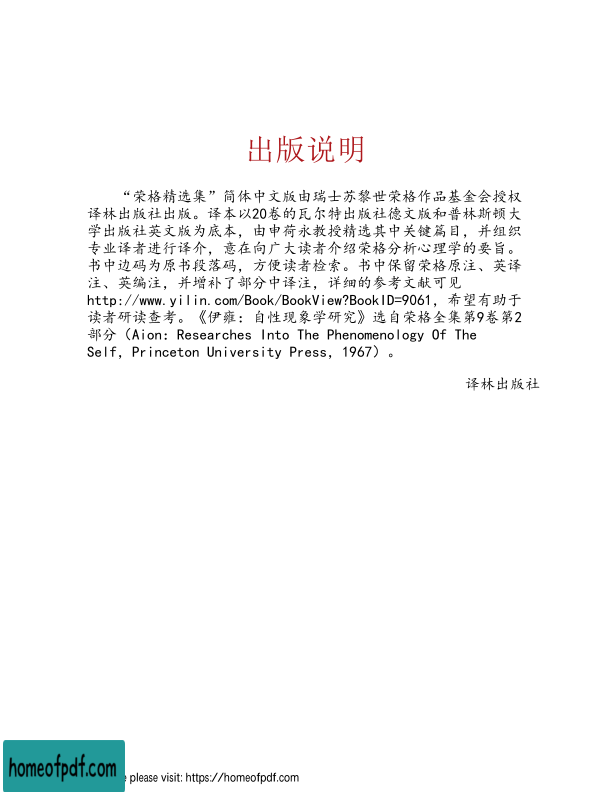 出版说明
“荣格精选集”简体中文版由瑞士苏黎世荣格作品基金会授权
译林出版社出版。译本以20卷的瓦尔特出版社德文版和普林斯顿大
学出版社英文版为底本，由申荷永教授精选其中关键篇目，并组织
专业译者进行译介，意在向广大读者介绍荣格分析心理学的要旨。
书中边码为原书段落码，方便读者检索。书中保留荣格原注、英译
注、英编注，并增补了部分中译注，详细的参考文献可见
http://www.yilin.com/Book/BookView?BookID=9061，希望有助于
读者研读查考。《伊雍：自性现象学研究》选自荣格全集第9卷第2
部分（Aion：Researches Into The Phenomenology Of The
Self，Princeton University Press，1967）。
译林出版社
homeofpdf.com
please visit: https://homeofpdf.com